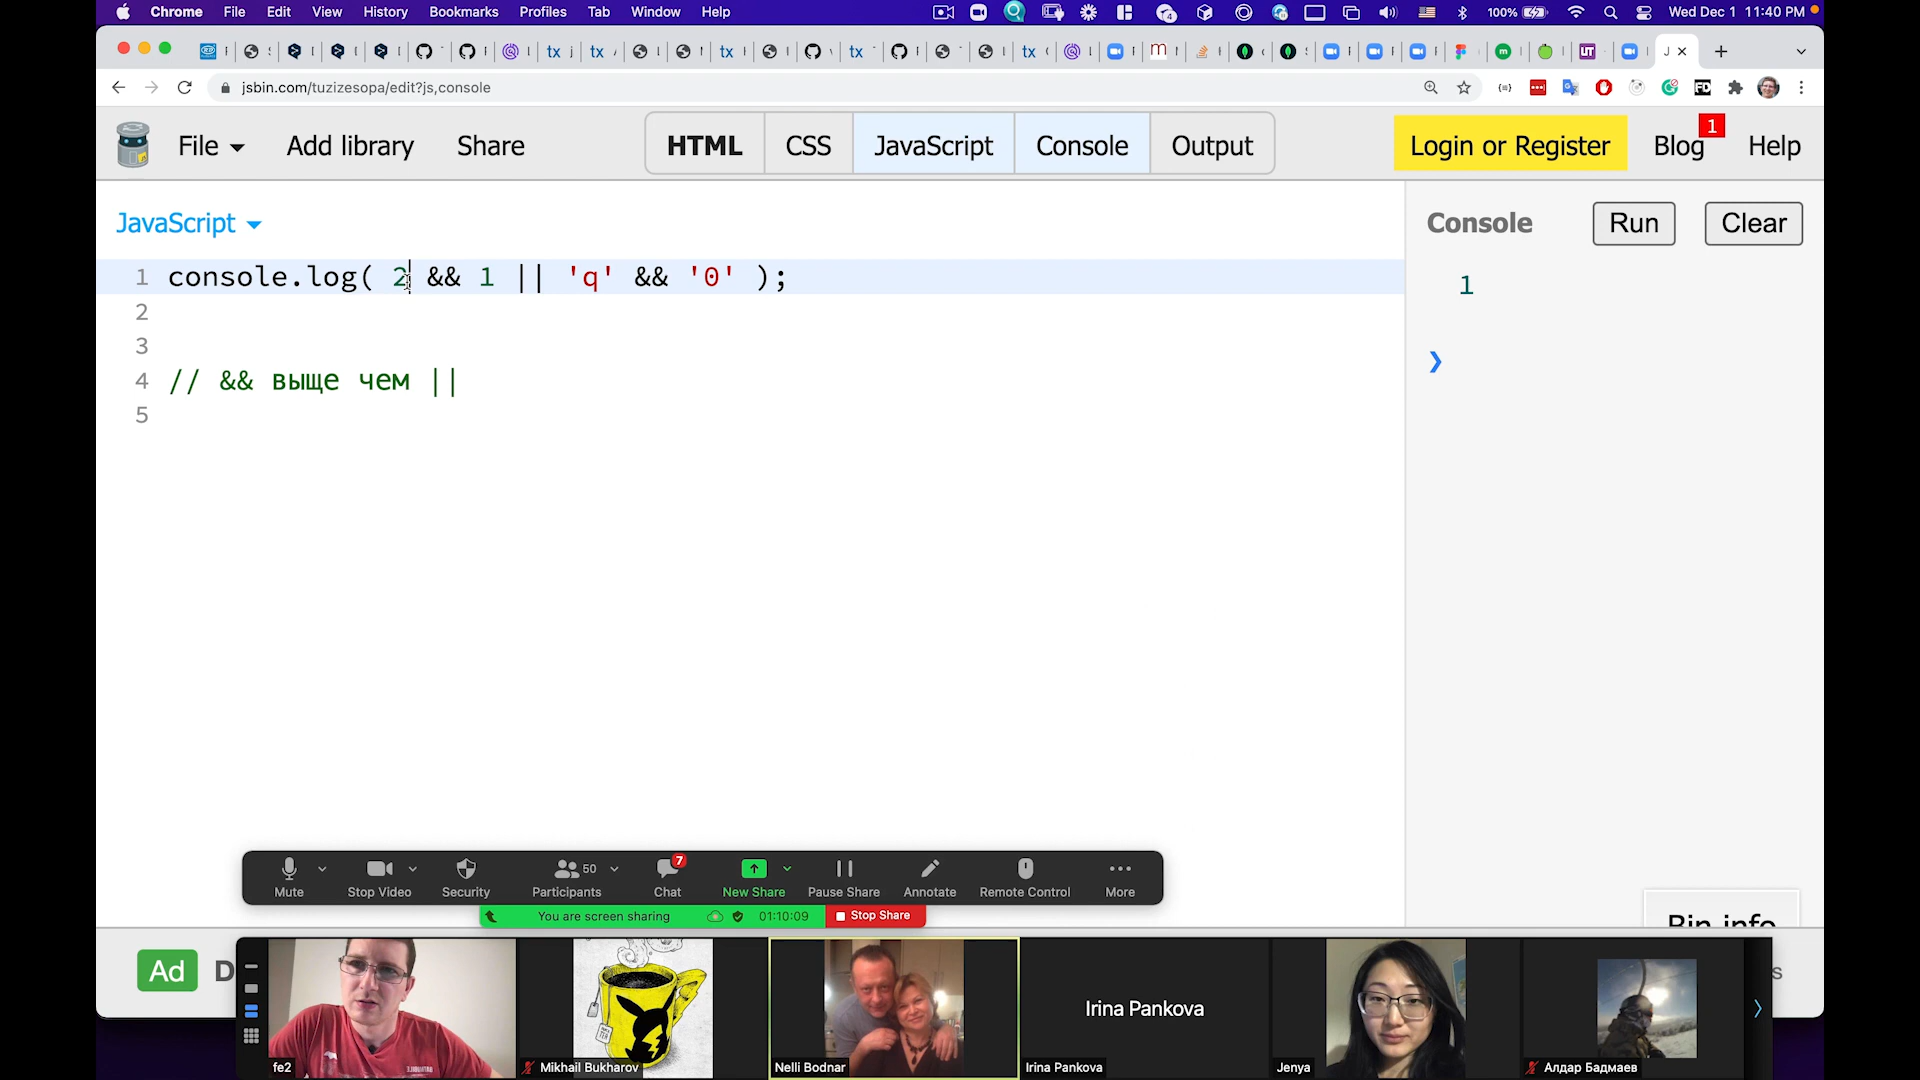 Chrome File Edit View History Bookmarks Profiles Tab Window Help 100% Wed Dec 1 11:40 PM
jsbin.com/tuzizesopa/edit?js,console
File Add library Share HTML CSS JavaScript Console Output Login or Register Blog 1 Help
JavaScript
Console Run Clear
1 console.log( 2 && 1 || 'q' && '0' );
2
3
4 // && выще чем ||
5
1
Mute Stop Video Security Participants 50 Chat 7 New Share Pause Share Annotate Remote Control More
You are screen sharing 01:10:09 Stop Share
Bin info
Ad D
Irina Pankova
fe2 Mikhail Bukharov Nelli Bodnar Irina Pankova Jenya Алдар Бадмаев